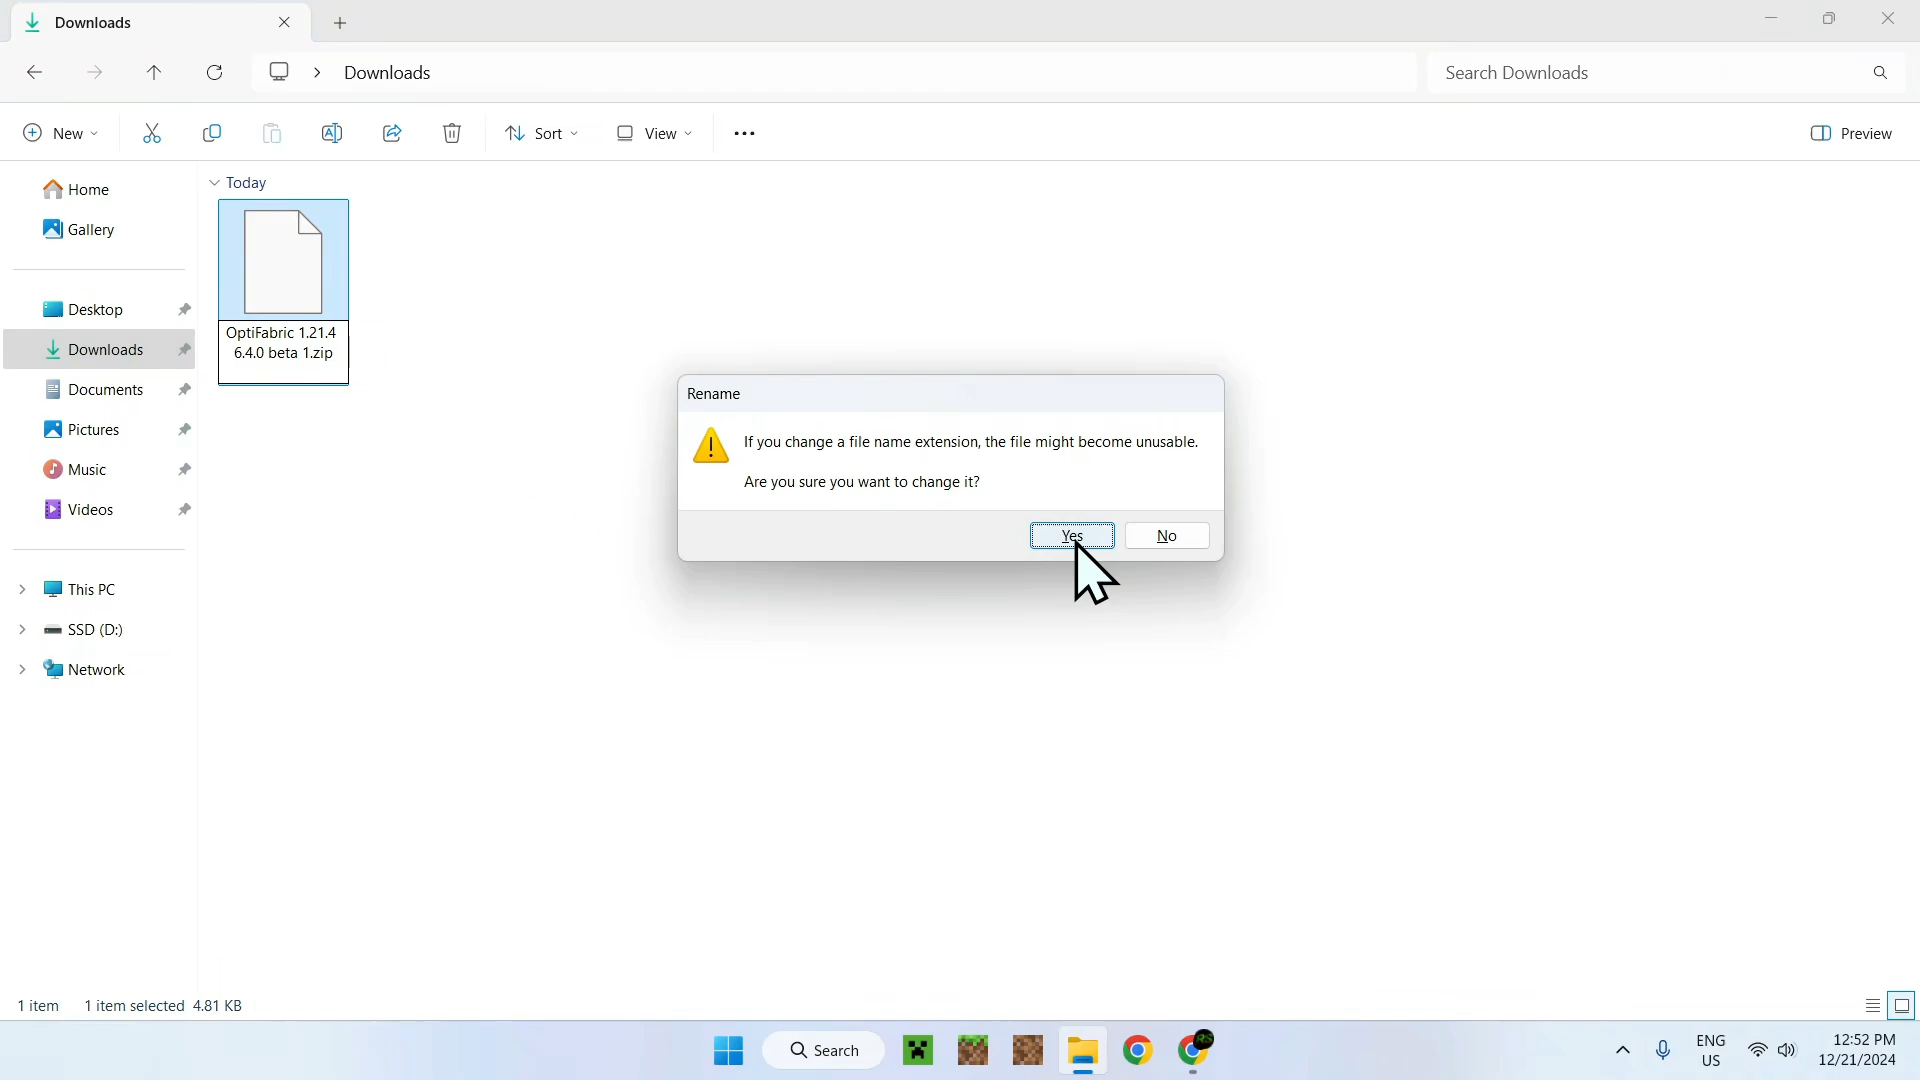 Downloads
Downloads
Search Downloads
New
Sort
View
Preview
Home
Gallery
Desktop
Downloads
Documents
Pictures
Music
Videos
This PC
SSD (D:)
Network
Today
OptiFabric 1.21.4
6.4.0 beta 1.zip
Rename
If you change a file name extension, the file might become unusable.
Are you sure you want to change it?
Yes
No
1 item
1 item selected 4.81 KB
Search
RS
ENG
US
12:52 PM
12/21/2024